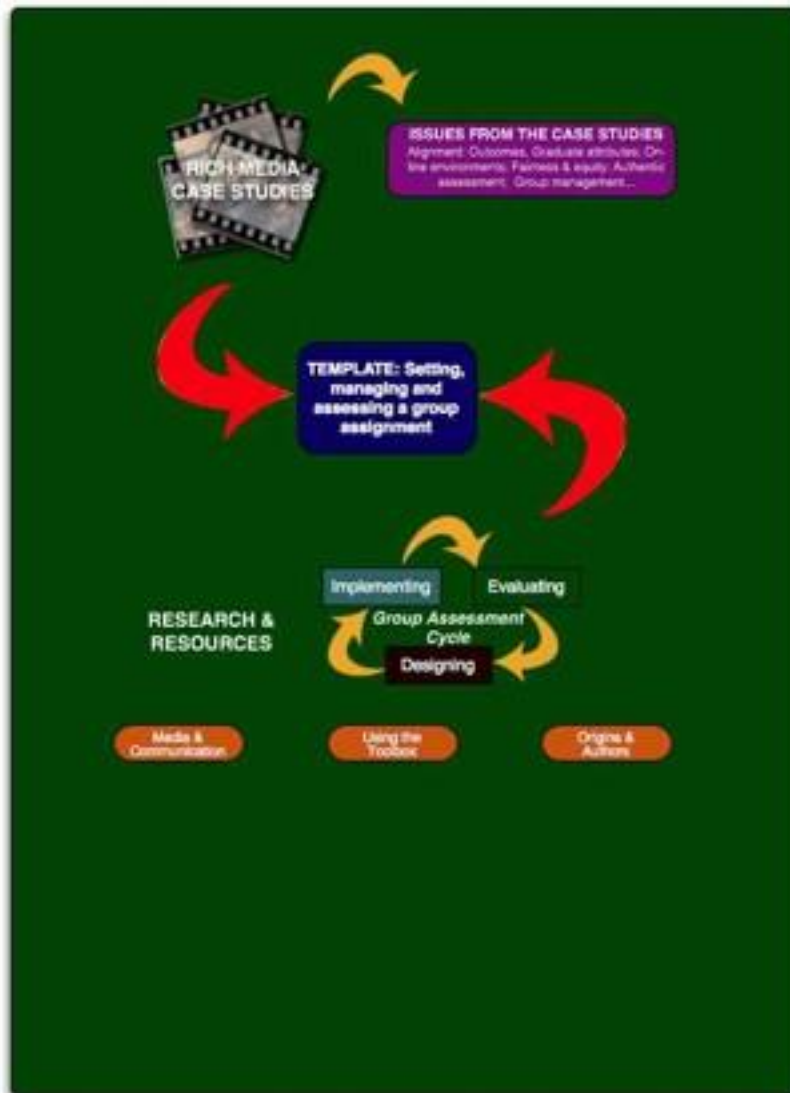 RICH MEDIA
CASE STUDIES
ISSUES FROM THE CASE STUDIES
Alignment: Outcomes, Graduate attributes; On-
line environments; Fairness & equity; Authentic
assessment; Group management...
TEMPLATE: Setting,
managing and
assessing a group
assignment
Implementing
Evaluating
Group Assessment
Cycle
Designing
RESEARCH &
RESOURCES
Media &
Communication
Using the
Toolbox
Origins &
Authors